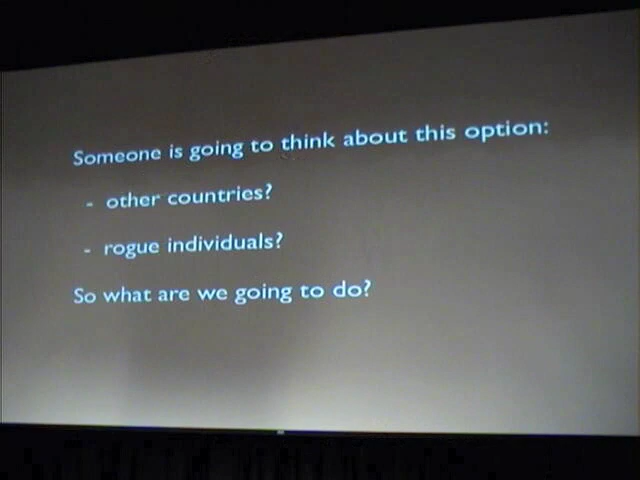 Someone is going to think about this option:
- other countries?
- rogue individuals?
So what are we going to do?